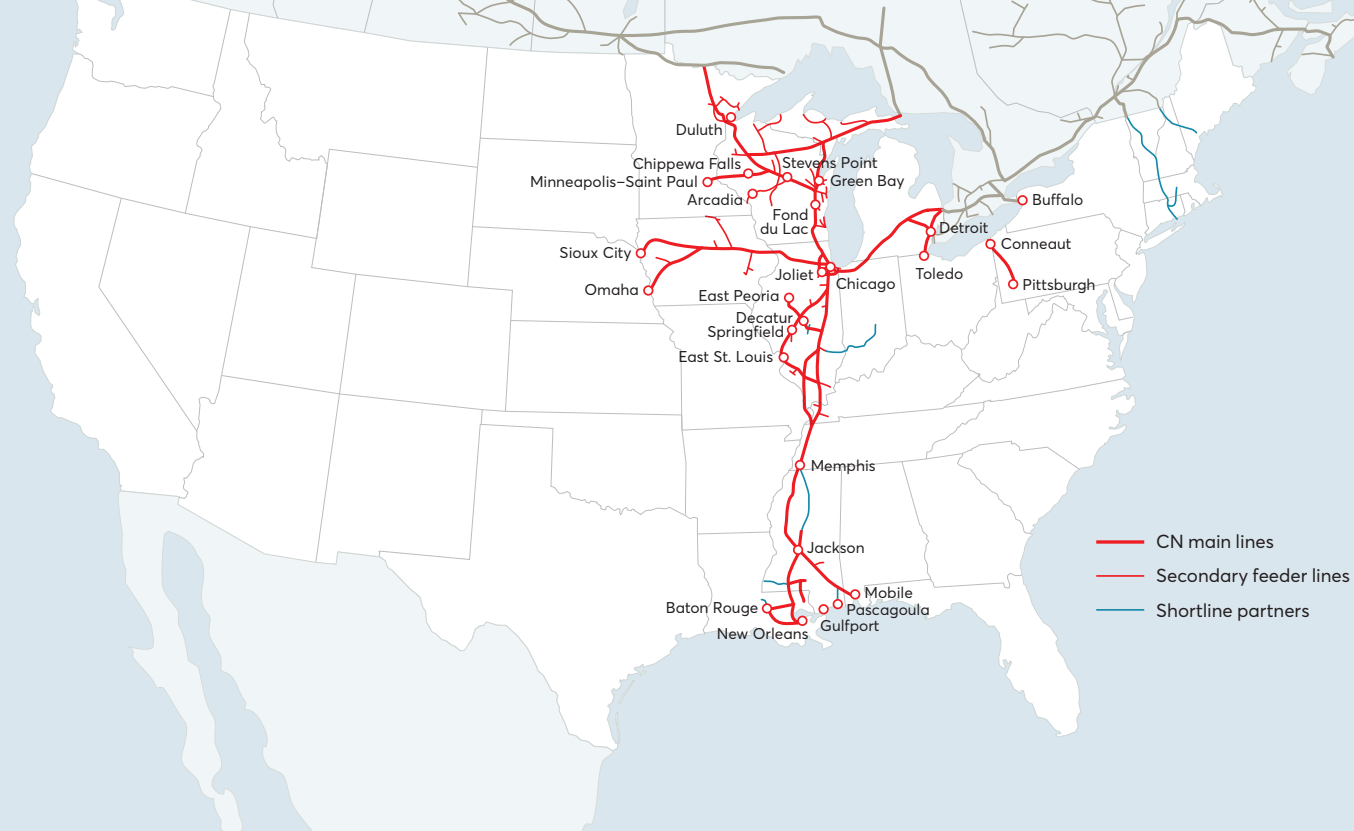 Duluth
Chippewa Falls
Stevens Point
Minneapolis–Saint Paul
Green Bay
Arcadia
Buffalo
Fond
du Lac
Detroit
Conneaut
Sioux City
Joliet
Toledo
Chicago
Pittsburgh
Omaha
East Peoria
Decatur
Springfield
East St. Louis
Memphis
CN main lines
Jackson
Secondary feeder lines
Mobile
Baton Rouge
Pascagoula
Shortline partners
Gulfport
New Orleans